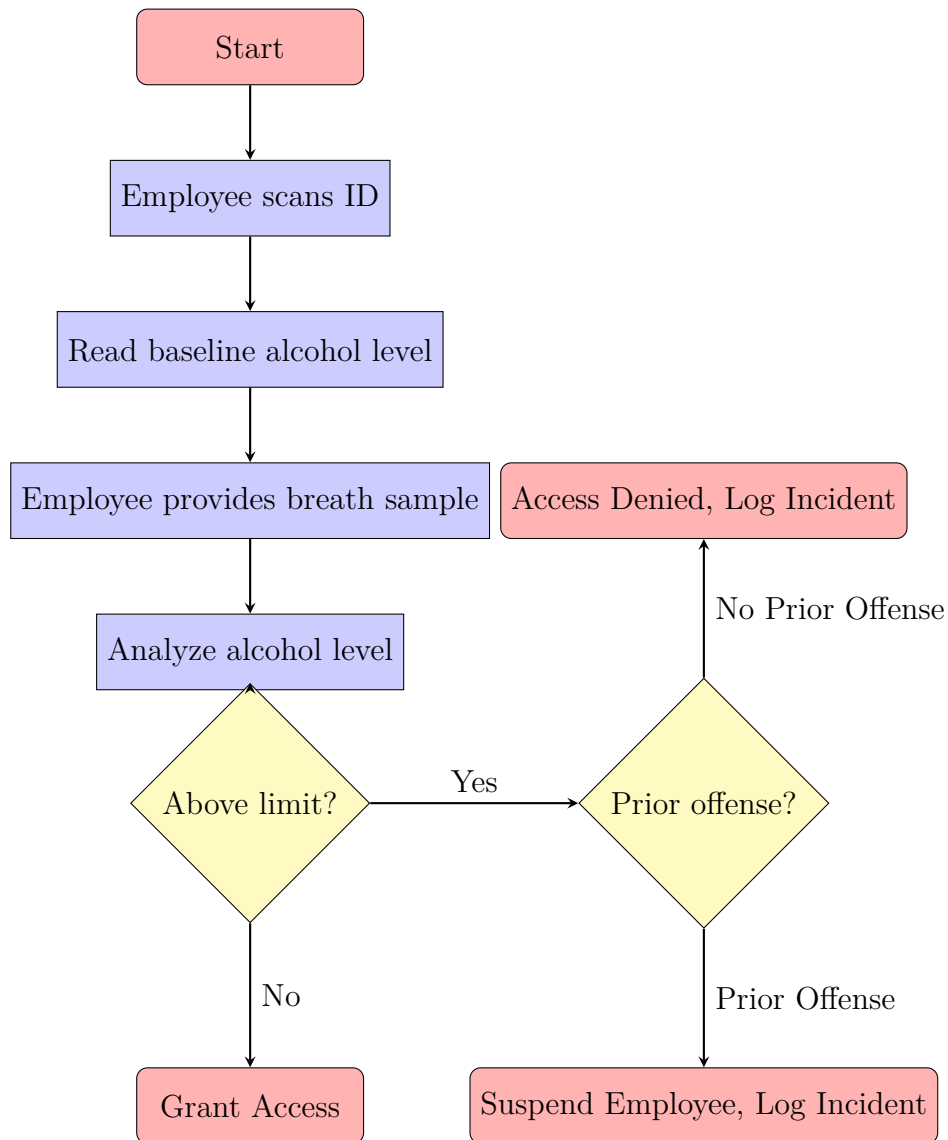 Start
Employee scans ID
Read baseline alcohol level
Employee provides breath sample
Access Denied, Log Incident
No Prior Offense
Analyze alcohol level
Above limit?
Yes
Prior offense?
No
Prior Offense
Grant Access
Suspend Employee, Log Incident